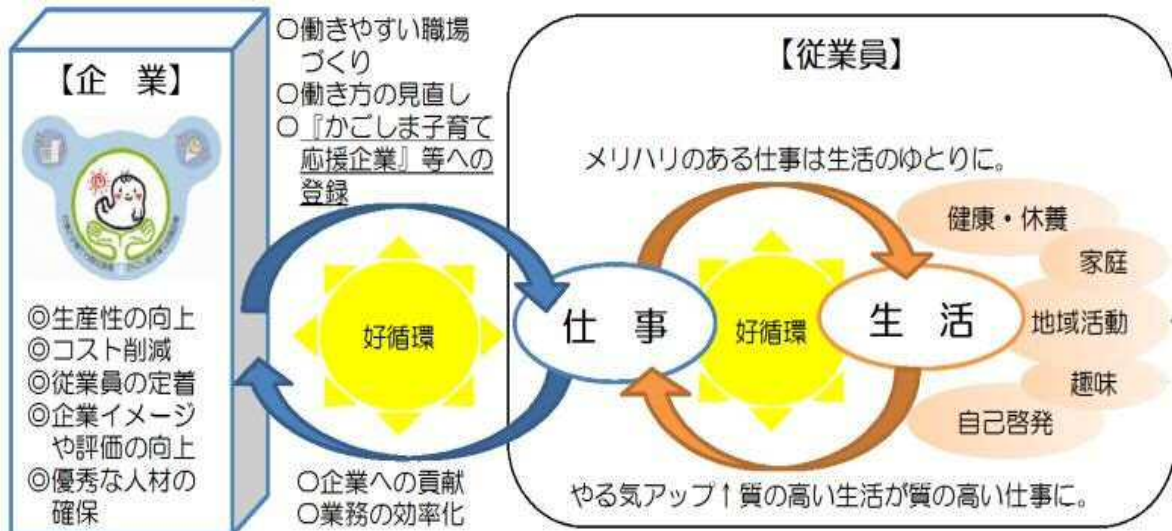 【企　業】
◎生産性の向上
◎コスト削減
◎従業員の定着
◎企業イメージ
や評価の向上
◎優秀な人材の
確保
○働きやすい職場
づくり
○働き方の見直し
○『かごしま子育て
応援企業』等への
登録
好循環
○企業への貢献
○業務の効率化
【従業員】
メリハリのある仕事は生活のゆとりに。
仕　事
好循環
生　活
健康・休養
家庭
地域活動
趣味
自己啓発
やる気アップ↑質の高い生活が質の高い仕事に。